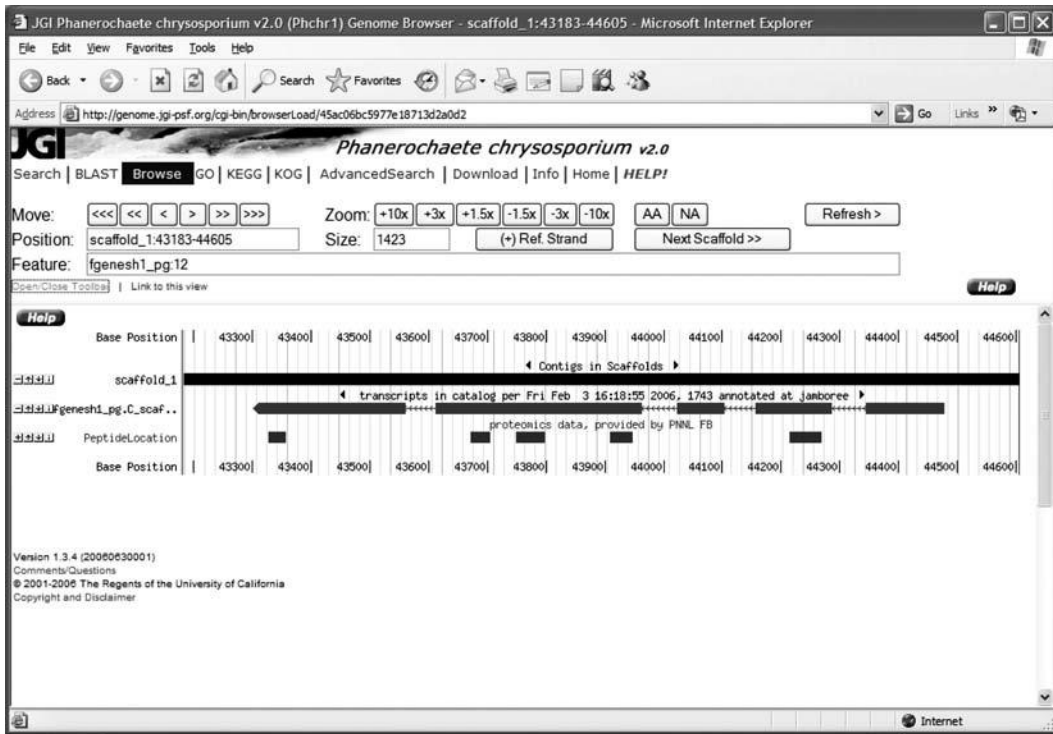 JGI Phanerochaete chrysosporium v2.0 (Phchr1) Genome Browser - scaffold_1:43183-44605 - Microsoft Internet Explorer
File Edit View Favorites Tools Help
Back Search Favorites
Address http://genome.jgi-psf.org/cgi-bin/browserLoad/45ac06bc5977e18713d2a0d2 Go Links »
JGI Phanerochaete chrysosporium v2.0
Search | BLAST Browse GO | KEGG | KOG | AdvancedSearch | Download | Info | Home | HELP!
Move: <<< << < > >> >>> Zoom: +10x +3x +1.5x -1.5x -3x -10x AA NA Refresh >
Position: scaffold_1:43183-44605 Size: 1423 (+) Ref. Strand Next Scaffold >>
Feature: fgenesh1_pg:12
Open/Close Toolbar | Link to this view Help
Help
Base Position | 43300| 43400| 43500| 43600| 43700| 43800| 43900| 44000| 44100| 44200| 44300| 44400| 44500| 44600|
Contigs in Scaffolds
scaffold_1
transcripts in catalog per Fri Feb 3 16:18:55 2006, 1743 annotated at jamboree
fgenesh1_pg.C_scaf..
proteomics data, provided by PNNL FB
PeptideLocation
Base Position | 43300| 43400| 43500| 43600| 43700| 43800| 43900| 44000| 44100| 44200| 44300| 44400| 44500| 44600|
Version 1.3.4 (20060630001)
Comments/Questions
© 2001-2006 The Regents of the University of California
Copyright and Disclaimer
Internet